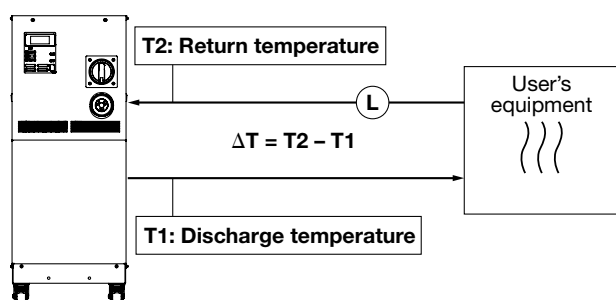 T2: Return temperature
L
User's
equipment
ΔT = T2 – T1
T1: Discharge temperature